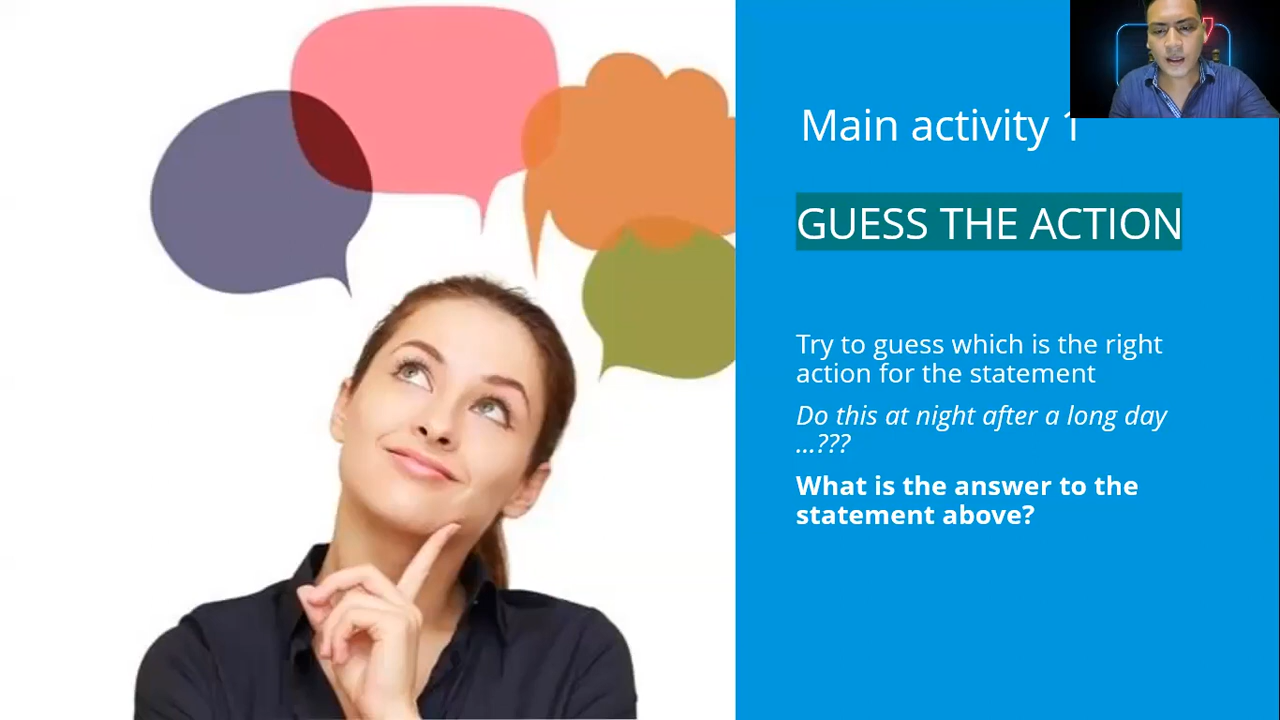 Main activity 1
GUESS THE ACTION
Try to guess which is the right
action for the statement
Do this at night after a long day
...???
What is the answer to the
statement above?